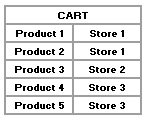 CART
Product 1 Store 1
Product 2 Store 1
Product 3 Store 2
Product 4 Store 3
Product 5 Store 3